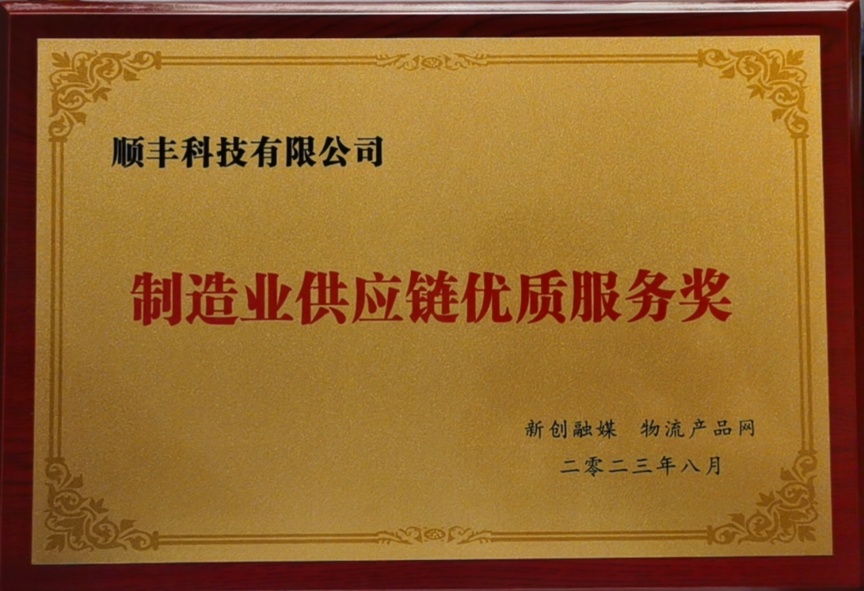 顺丰科技有限公司
制造业供应链优质服务奖
新创融媒 物流产品网
二零二三年八月